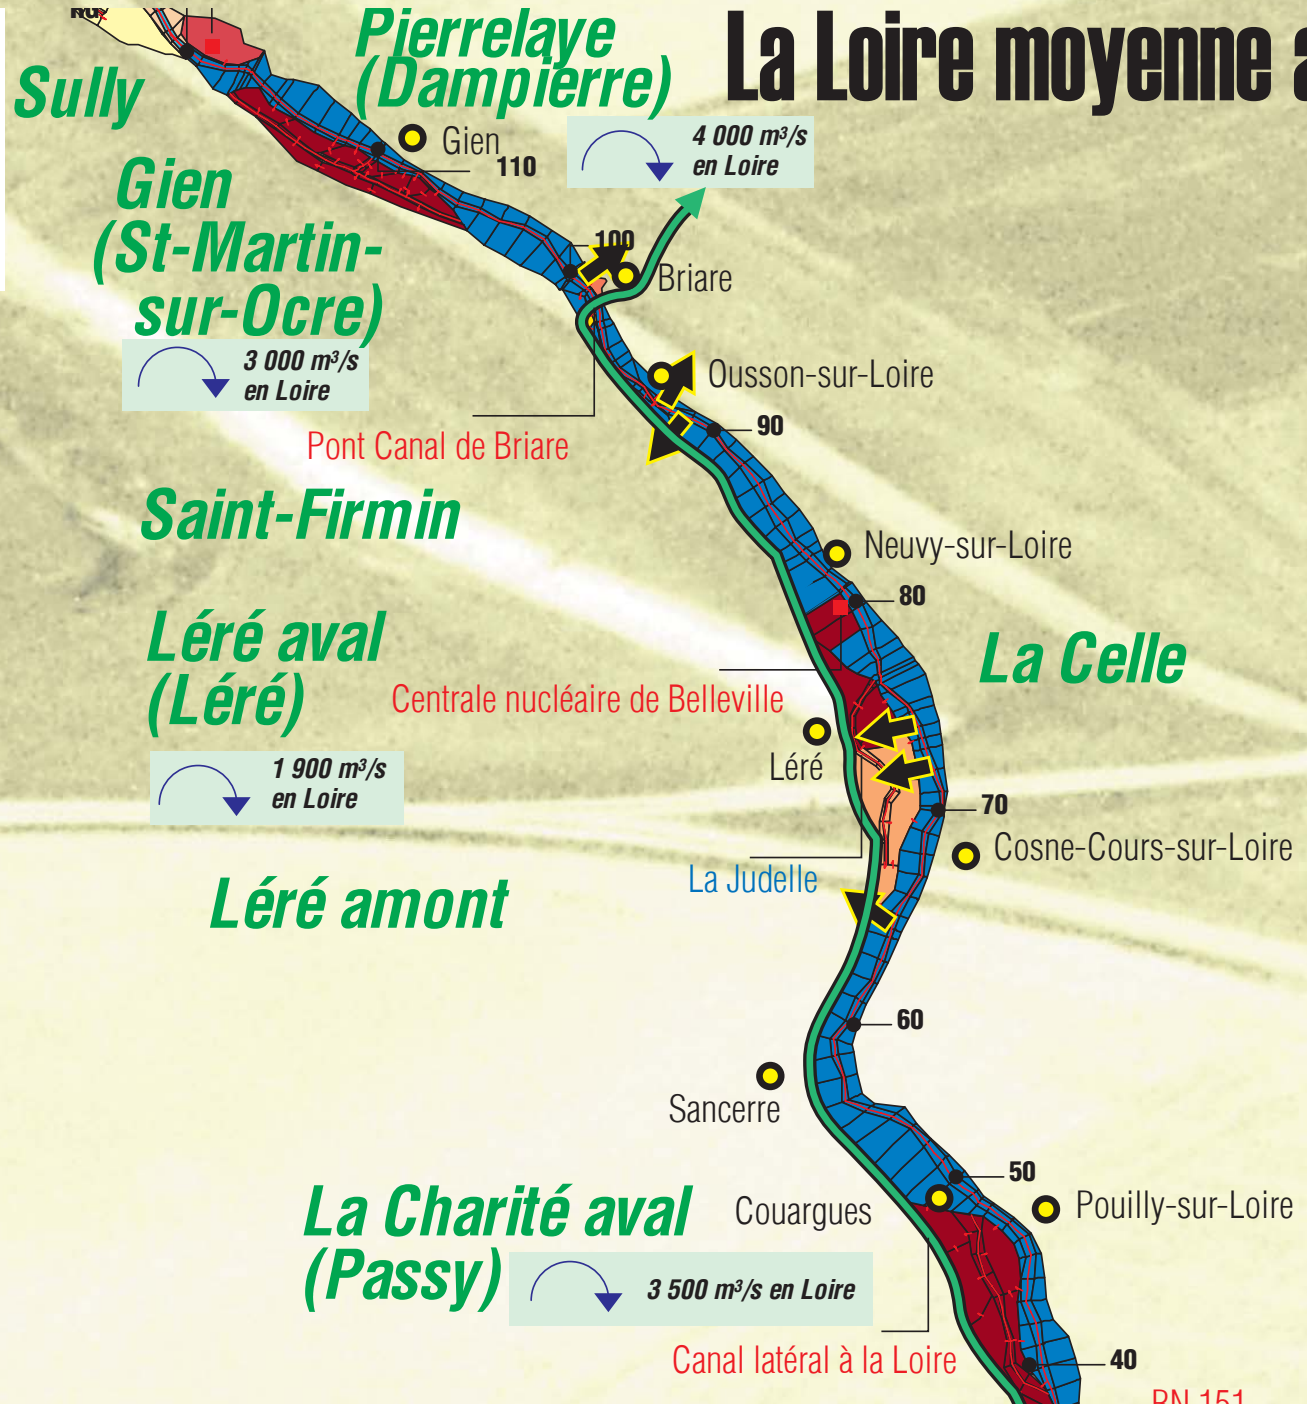 La Loire moyenne a
Pierrelaye
(Dampierre)
4 000 m³/s
en Loire
Sully
Gien
110
Gien
(St-Martin-
sur-Ocre)
3 000 m³/s
en Loire
100
Briare
Ousson-sur-Loire
90
Pont Canal de Briare
Saint-Firmin
Neuvy-sur-Loire
80
Léré aval
(Léré)
La Celle
Centrale nucléaire de Belleville
1 900 m³/s
en Loire
Léré
70
Cosne-Cours-sur-Loire
La Judelle
Léré amont
60
Sancerre
50
La Charité aval
(Passy)
Couargues
Pouilly-sur-Loire
3 500 m³/s en Loire
Canal latéral à la Loire
40
RN 151